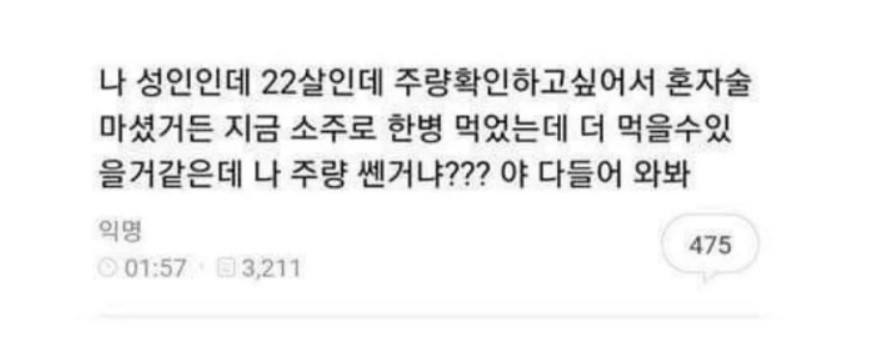 나 성인인데 22살인데 주량확인하고싶어서 혼자술
마셨거든 지금 소주로 한병 먹었는데 더 먹을수있
을거같은데 나 주량 쎈거냐??? 야 다들어 와봐
익명
475
01:57 · 3,211